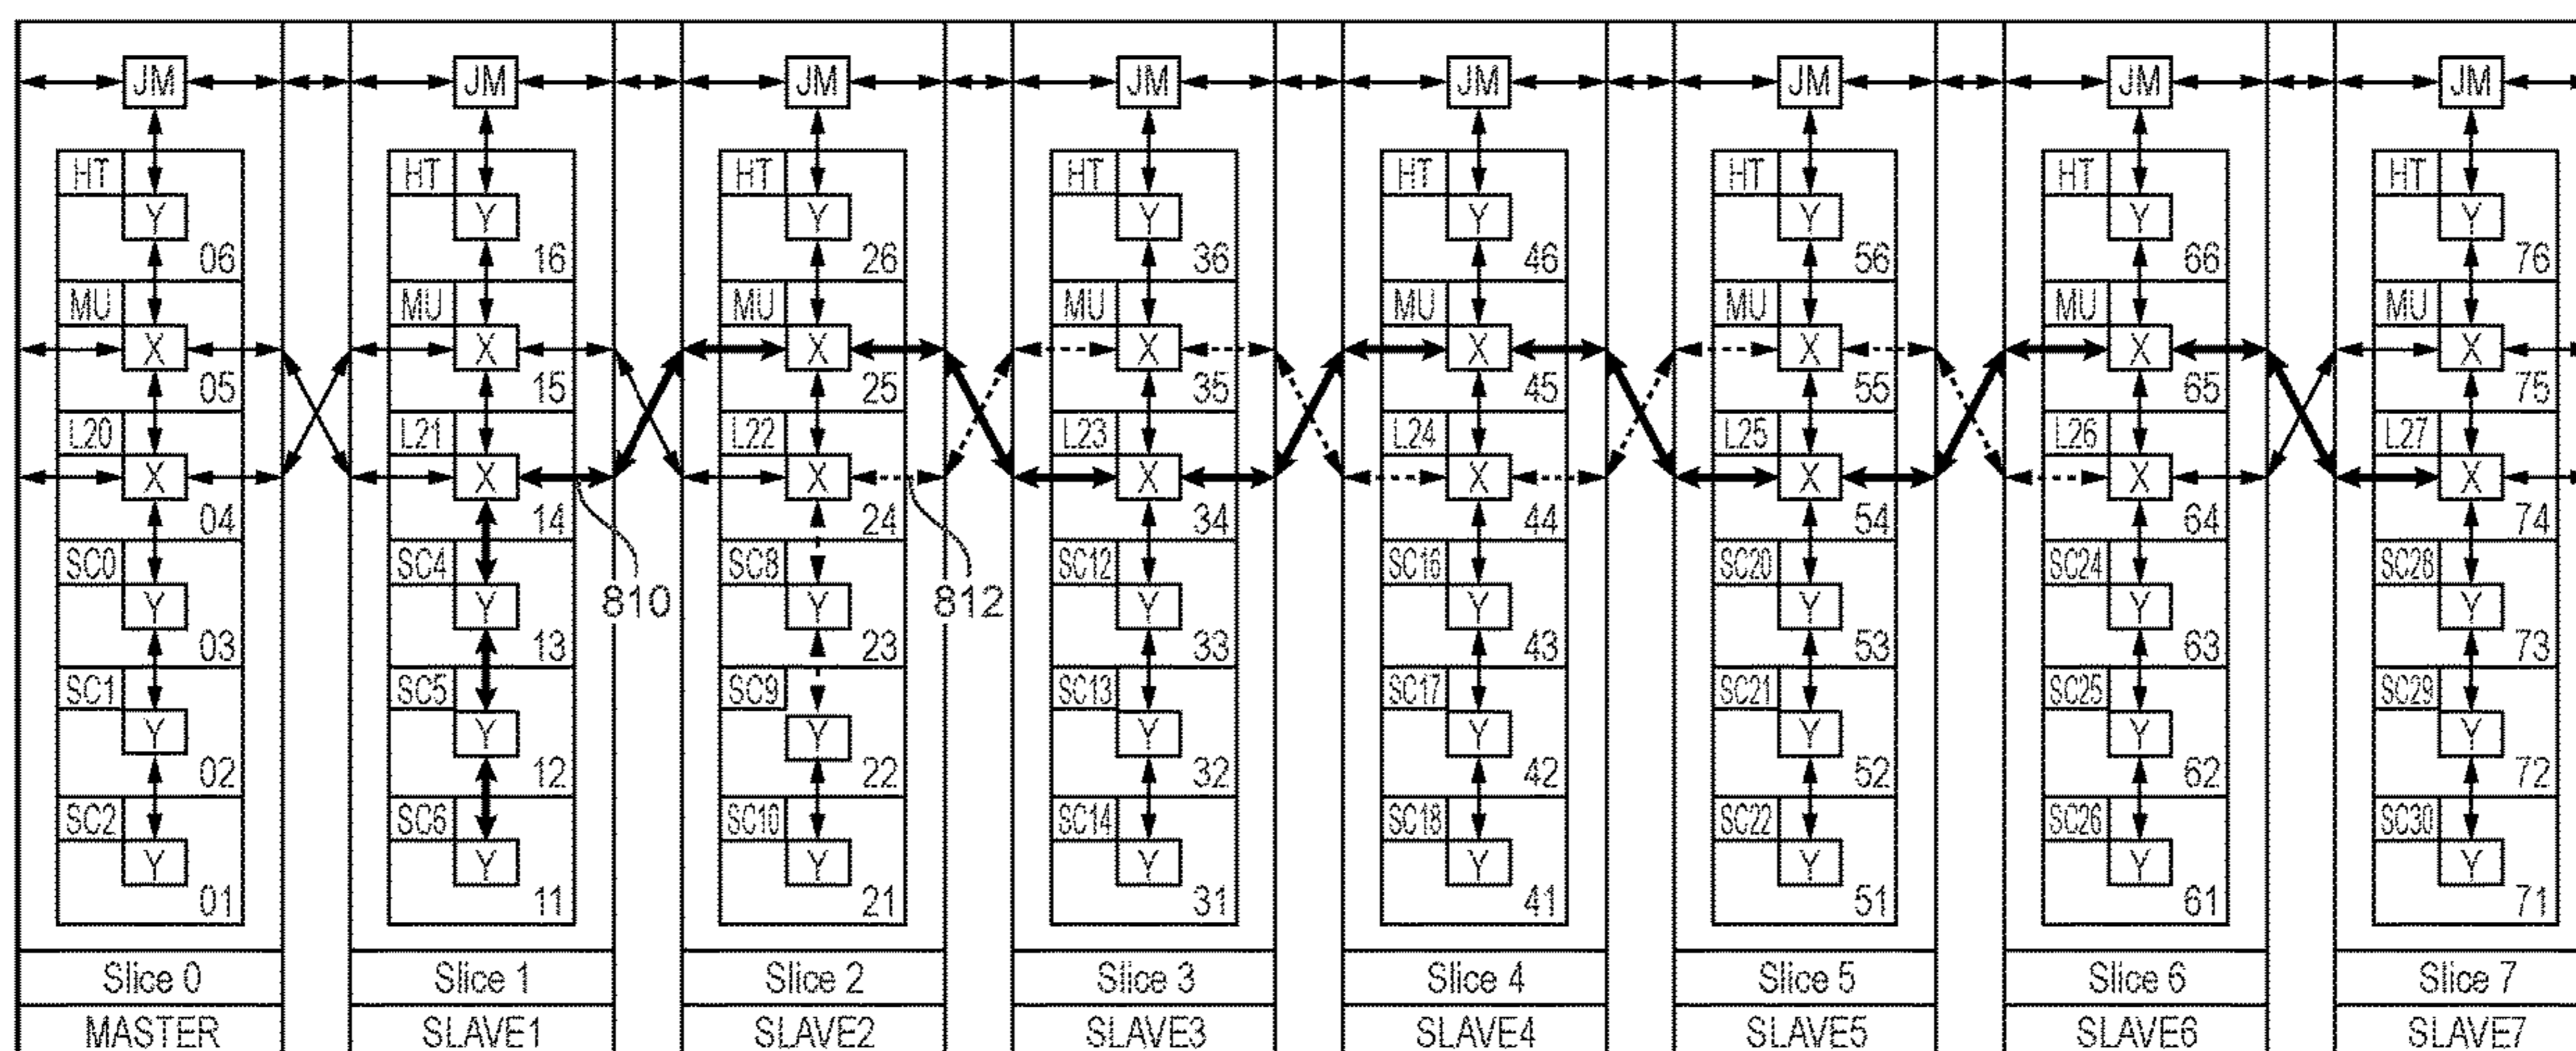 JM JM JM JM JM JM JM JM
HT HT HT HT HT HT HT HT
Y Y Y Y Y Y Y Y
06 16 26 36 46 56 66 76
MU MU MU MU MU MU MU MU
X X X X X X X X
05 15 25 35 45 55 65 75
L20 L21 L22 L23 L24 L25 L26 L27
X X X X X X X X
04 14 24 34 44 54 64 74
SC0 SC4 SC8 SC12 SC16 SC20 SC24 SC28
Y Y 810 Y 812 Y Y Y Y Y
03 13 23 33 43 53 63 73
SC1 SC5 SC9 SC13 SC17 SC21 SC25 SC29
Y Y Y Y Y Y Y Y
02 12 22 32 42 52 62 72
SC2 SC6 SC10 SC14 SC18 SC22 SC26 SC30
Y Y Y Y Y Y Y Y
01 11 21 31 41 51 61 71
Slice 0 Slice 1 Slice 2 Slice 3 Slice 4 Slice 5 Slice 6 Slice 7
MASTER SLAVE1 SLAVE2 SLAVE3 SLAVE4 SLAVE5 SLAVE6 SLAVE7